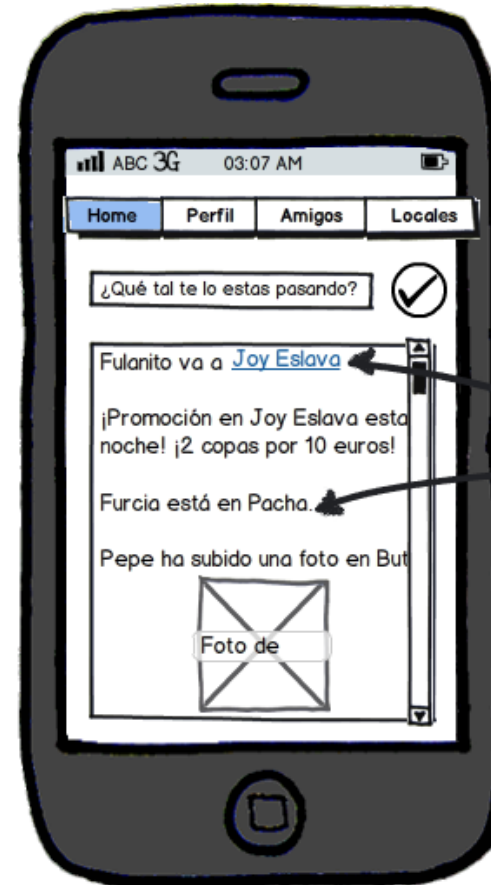 ABC 3G 03:07 AM
Home Perfil Amigos Locales
¿Qué tal te lo estas pasando?
Fulanito va a Joy Eslava
¡Promoción en Joy Eslava esta
noche! ¡2 copas por 10 euros!
Furcia está en Pacha.
Pepe ha subido una foto en But
Foto de